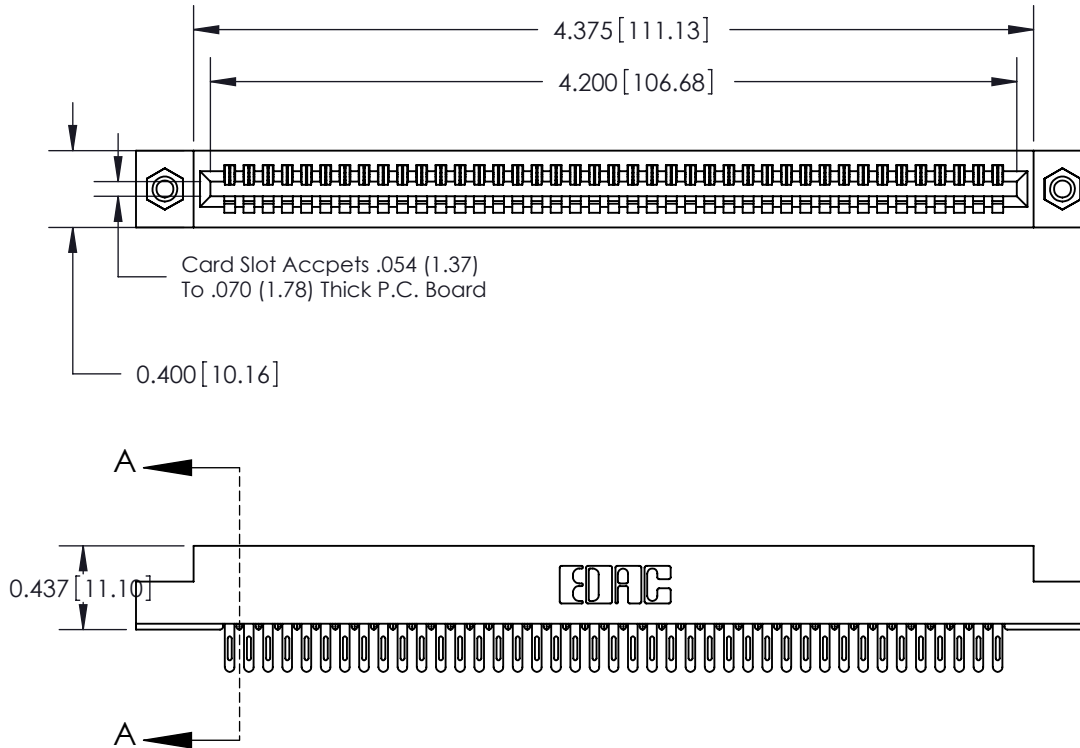 4.375[111.13]
4.200[106.68]
Card Slot Accpets .054 (1.37)
To .070 (1.78) Thick P.C. Board
0.400[10.16]
A
0.437[11.10]
EDAC
A